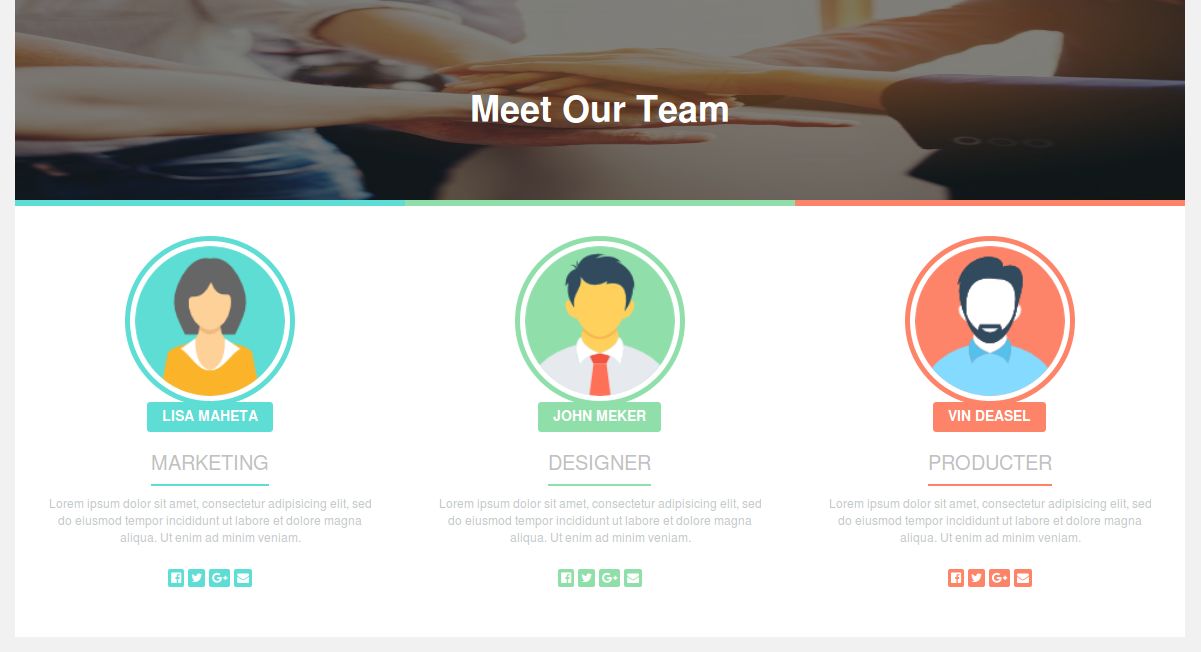 Meet Our Team
LISA MAHETA
MARKETING
Lorem ipsum dolor sit amet, consectetur adipisicing elit, sed
do eiusmod tempor incididunt ut labore et dolore magna
aliqua. Ut enim ad minim veniam.
G+
JOHN MEKER
DESIGNER
Lorem ipsum dolor sit amet, consectetur adipisicing elit, sed
do eiusmod tempor incididunt ut labore et dolore magna
aliqua. Ut enim ad minim veniam.
G+
VIN DEASEL
PRODUCTER
Lorem ipsum dolor sit amet, consectetur adipisicing elit, sed
do eiusmod tempor incididunt ut labore et dolore magna
aliqua. Ut enim ad minim veniam.
G+